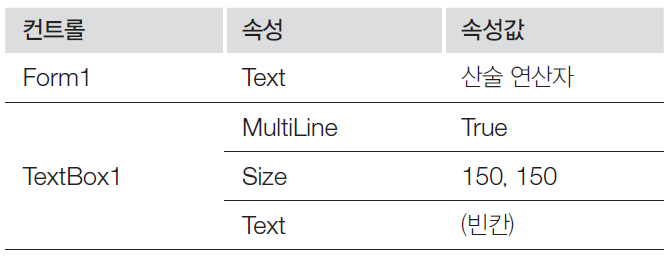 컨트롤 속성 속성값
Form1 Text 산술 연산자
MultiLine True
TextBox1 Size 150, 150
Text (빈칸)